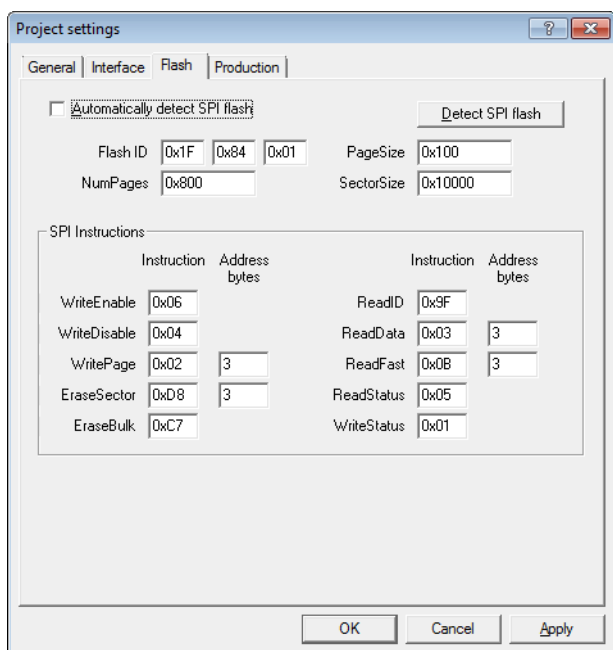 Project settings
General Interface Flash Production
Automatically detect SPI flash Detect SPI flash
Flash ID 0x1F 0x84 0x01 PageSize 0x100
NumPages 0x800 SectorSize 0x10000
SPI Instructions
Instruction Address bytes Instruction Address bytes
WriteEnable 0x06 ReadID 0x9F
WriteDisable 0x04 ReadData 0x03 3
WritePage 0x02 3 ReadFast 0x0B 3
EraseSector 0xD8 3 ReadStatus 0x05
EraseBulk 0xC7 WriteStatus 0x01
OK Cancel Apply